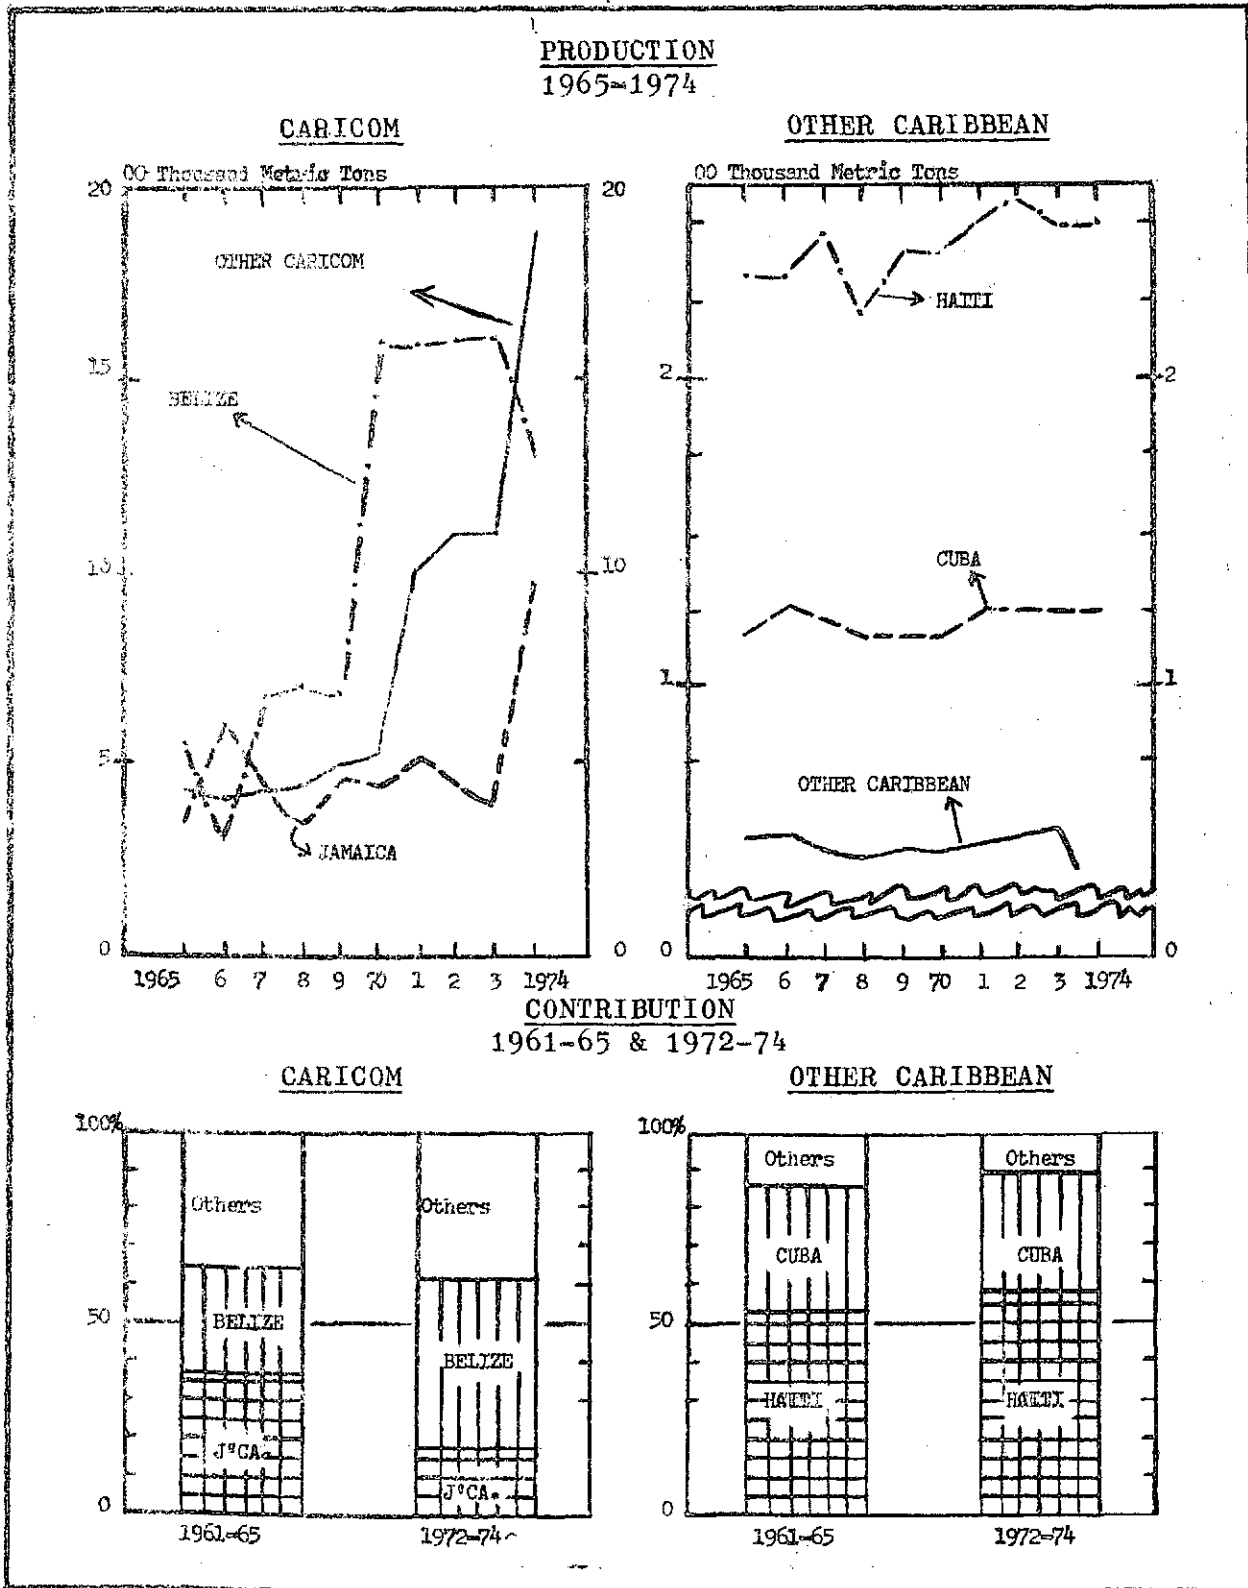 PRODUCTION
1965-1974
CARICOM
OTHER CARIBBEAN
00 Thousand Metric Tons
00 Thousand Metric Tons
20
20
OTHER CARICOM
HAITI
15
2
2
BELIZE
CUBA
10
10
1
1
5
OTHER CARIBBEAN
JAMAICA
0
0
0
0
1965 6 7 8 9 70 1 2 3 1974
1965 6 7 8 9 70 1 2 3 1974
CONTRIBUTION
1961-65 & 1972-74
CARICOM
OTHER CARIBBEAN
100%
100%
Others
Others
Others
Others
CUBA
CUBA
50
BELIZE
50
BELIZE
HAITI
HAITI
J'CA.
J'CA.
0
0
1961-65
1972-74
1961-65
1972-74